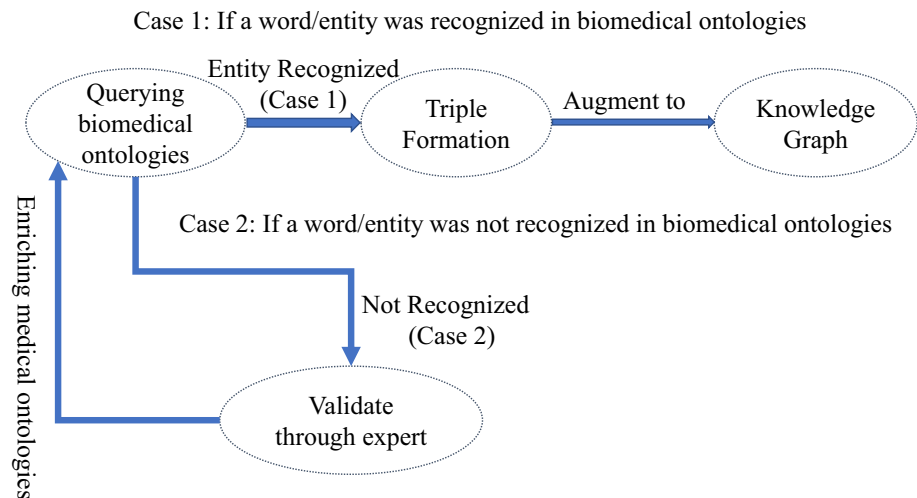 Case 1: If a word/entity was recognized in biomedical ontologies
Entity Recognized
(Case 1)
Querying
biomedical
ontologies
Triple
Formation
Augment to
Knowledge
Graph
Case 2: If a word/entity was not recognized in biomedical ontologies
Enriching medical ontologies
Not Recognized
(Case 2)
Validate
through expert